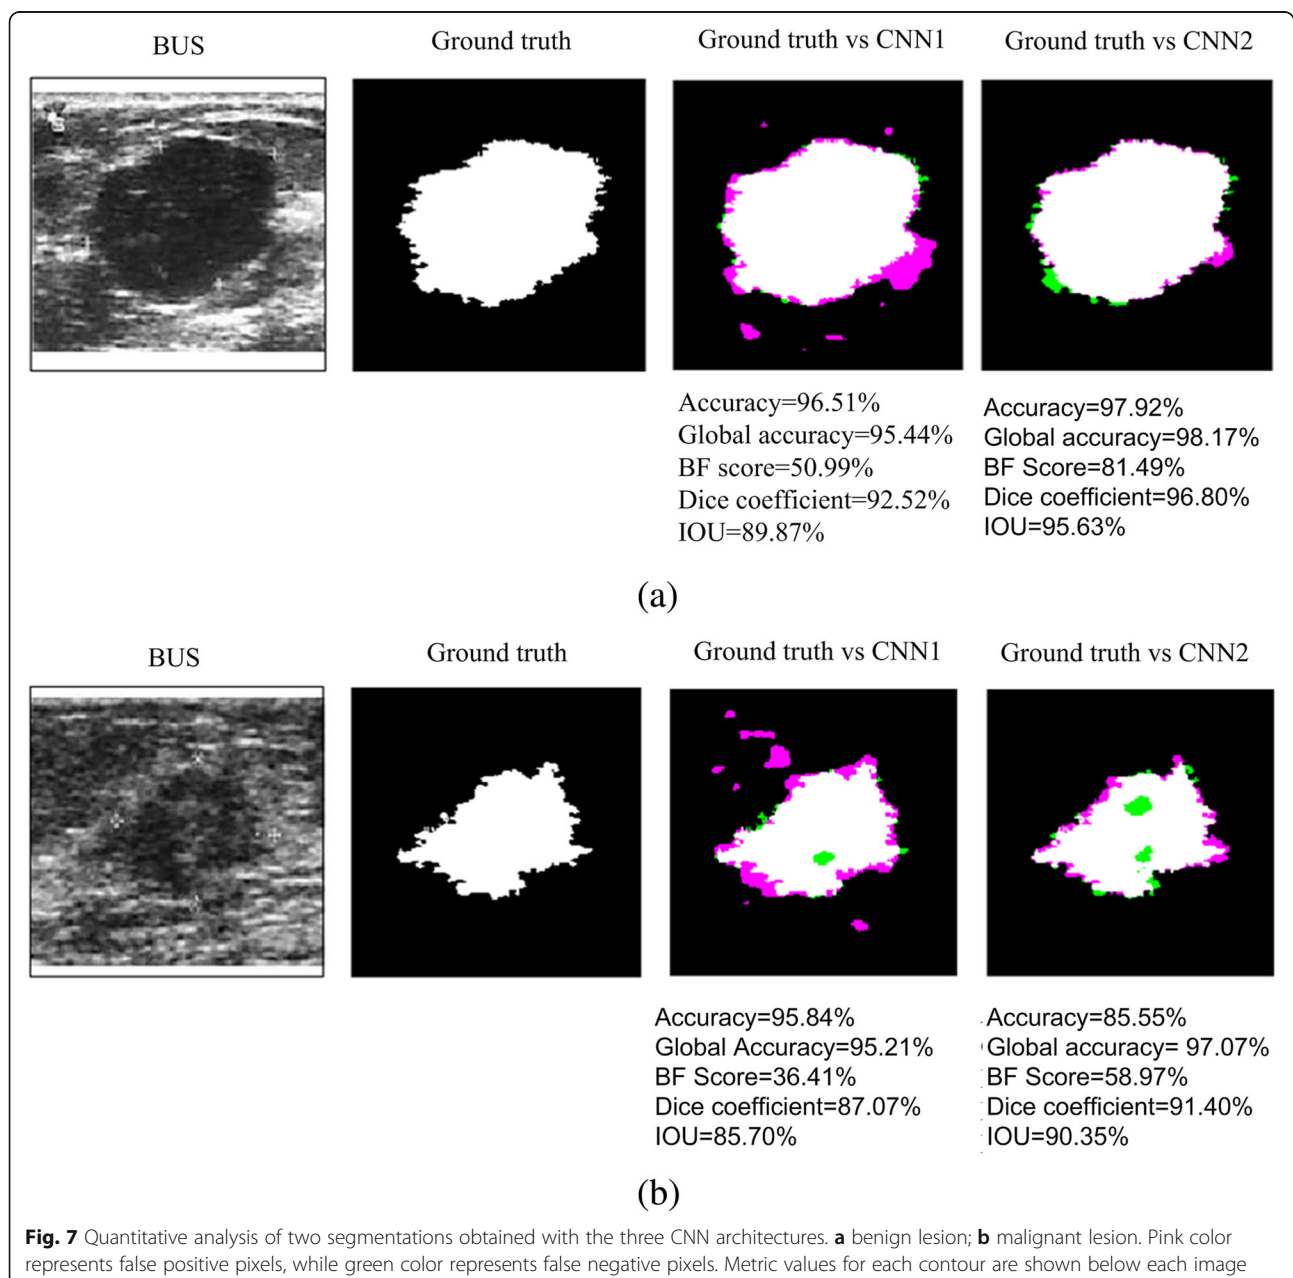 BUS
Ground truth
Ground truth vs CNN1
Ground truth vs CNN2
Accuracy=96.51%
Global accuracy=95.44%
BF score=50.99%
Dice coefficient=92.52%
IOU=89.87%
Accuracy=97.92%
Global accuracy=98.17%
BF Score=81.49%
Dice coefficient=96.80%
IOU=95.63%
(a)
BUS
Ground truth
Ground truth vs CNN1
Ground truth vs CNN2
Accuracy=95.84%
Global Accuracy=95.21%
BF Score=36.41%
Dice coefficient=87.07%
IOU=85.70%
Accuracy=85.55%
Global accuracy= 97.07%
BF Score=58.97%
Dice coefficient=91.40%
IOU=90.35%
(b)
Fig. 7 Quantitative analysis of two segmentations obtained with the three CNN architectures. a benign lesion; b malignant lesion. Pink color
represents false positive pixels, while green color represents false negative pixels. Metric values for each contour are shown below each image